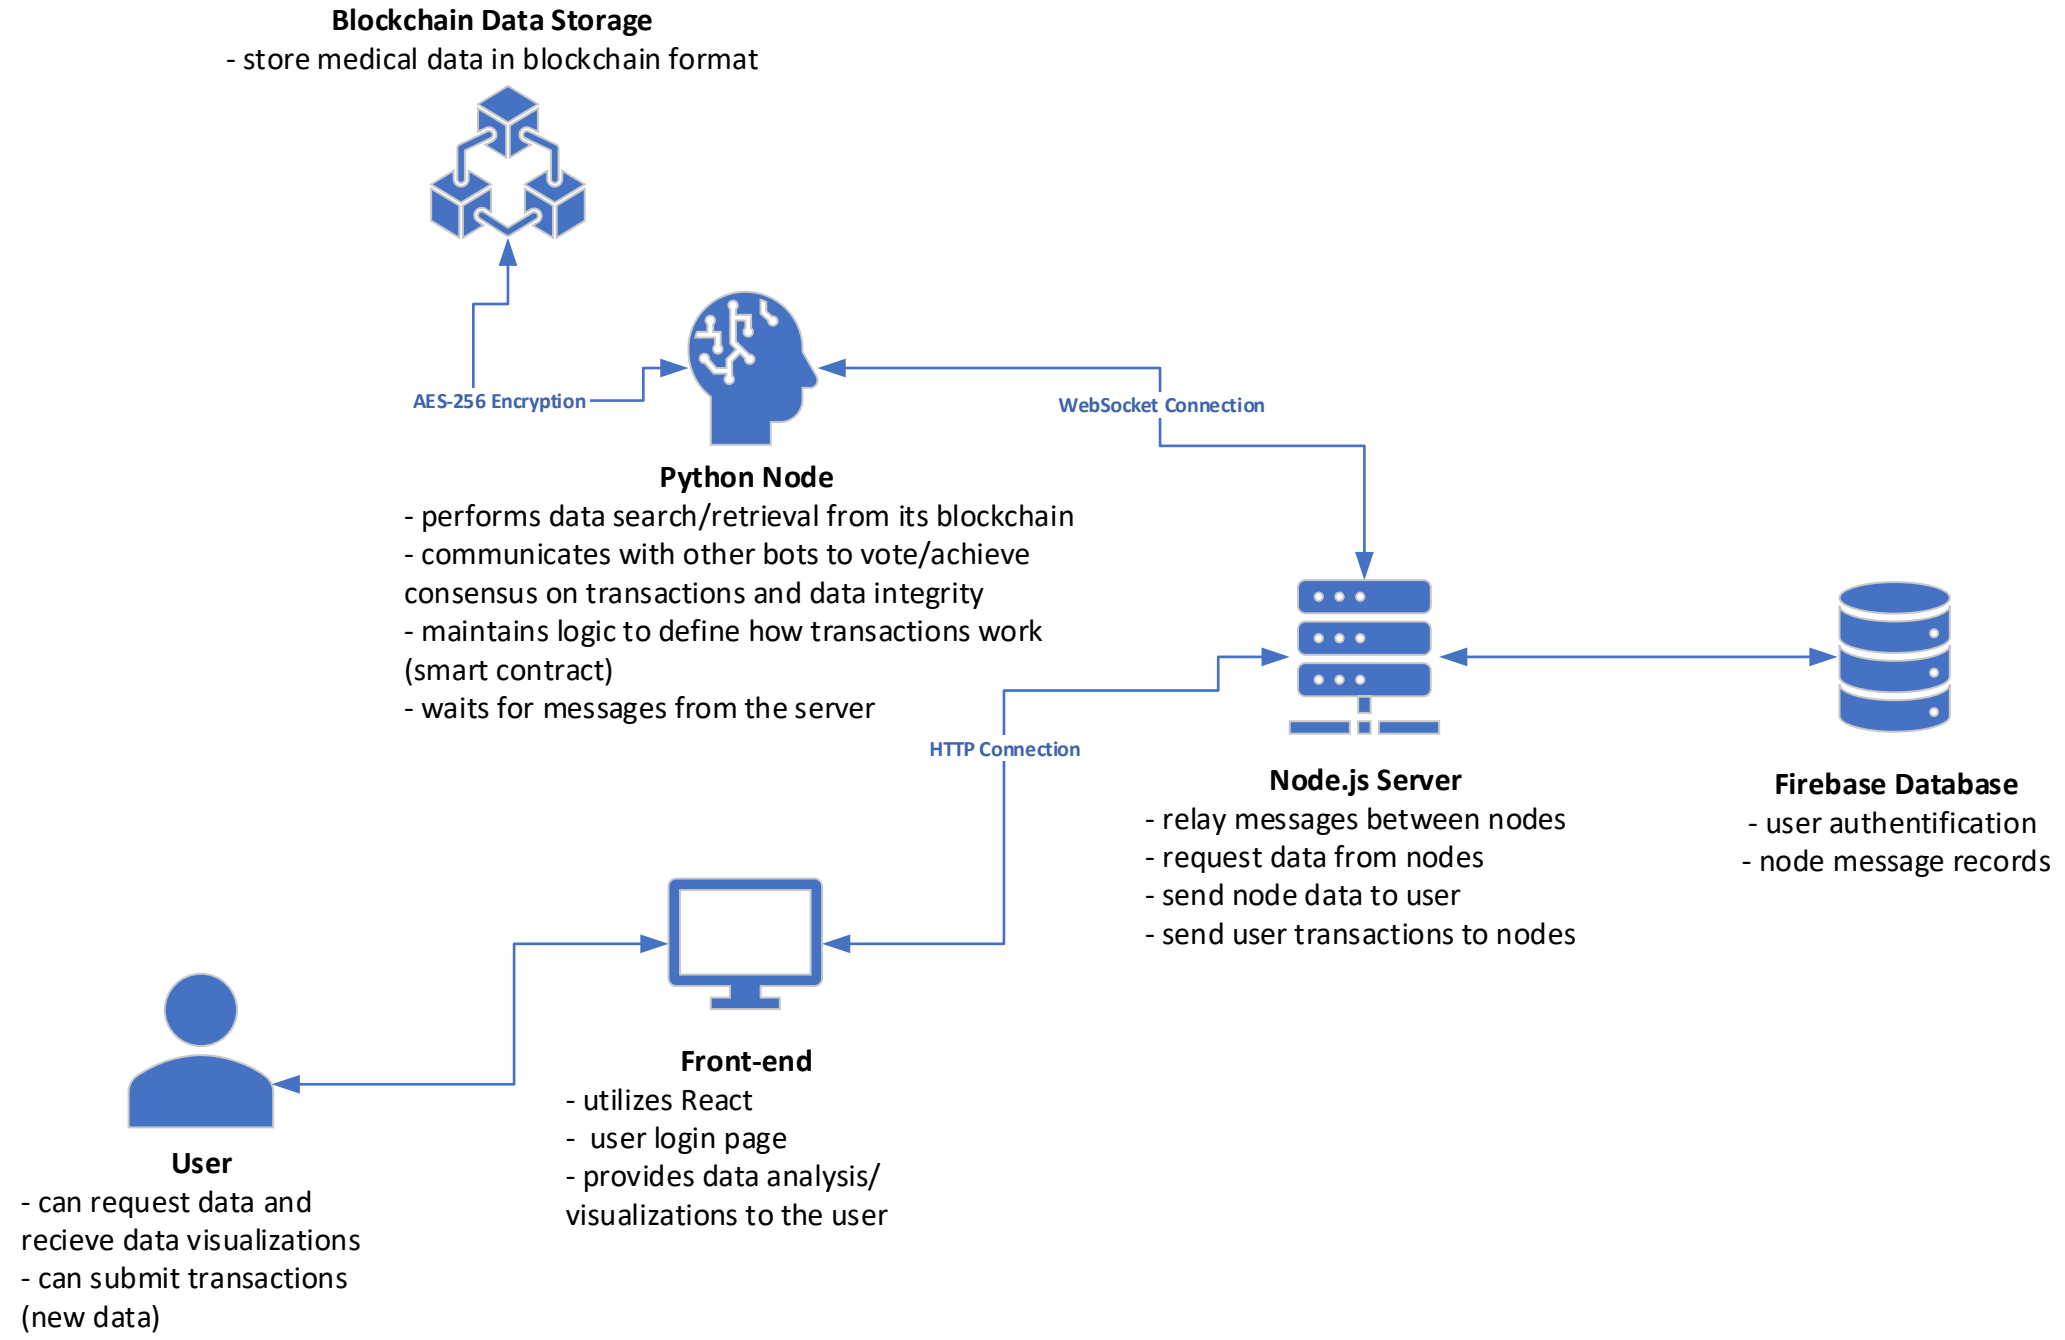 Blockchain Data Storage
- store medical data in blockchain format
AES-256 Encryption
WebSocket Connection
Python Node
- performs data search/retrieval from its blockchain
- communicates with other bots to vote/achieve
consensus on transactions and data integrity
- maintains logic to define how transactions work
(smart contract)
- waits for messages from the server
HTTP Connection
Node.js Server
- relay messages between nodes
- request data from nodes
- send node data to user
- send user transactions to nodes
Firebase Database
- user authentification
- node message records
Front-end
- utilizes React
-  user login page
- provides data analysis/
visualizations to the user
User
- can request data and
recieve data visualizations
- can submit transactions
(new data)